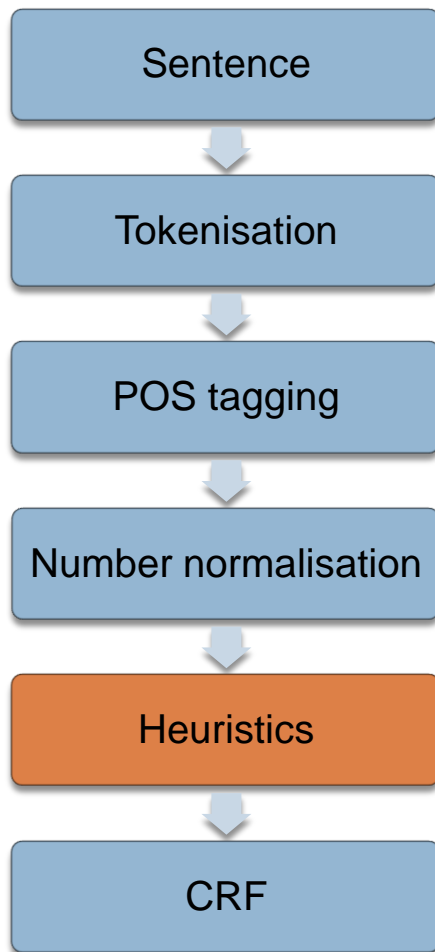 Sentence
Tokenisation
POS tagging
Number normalisation
Heuristics
CRF